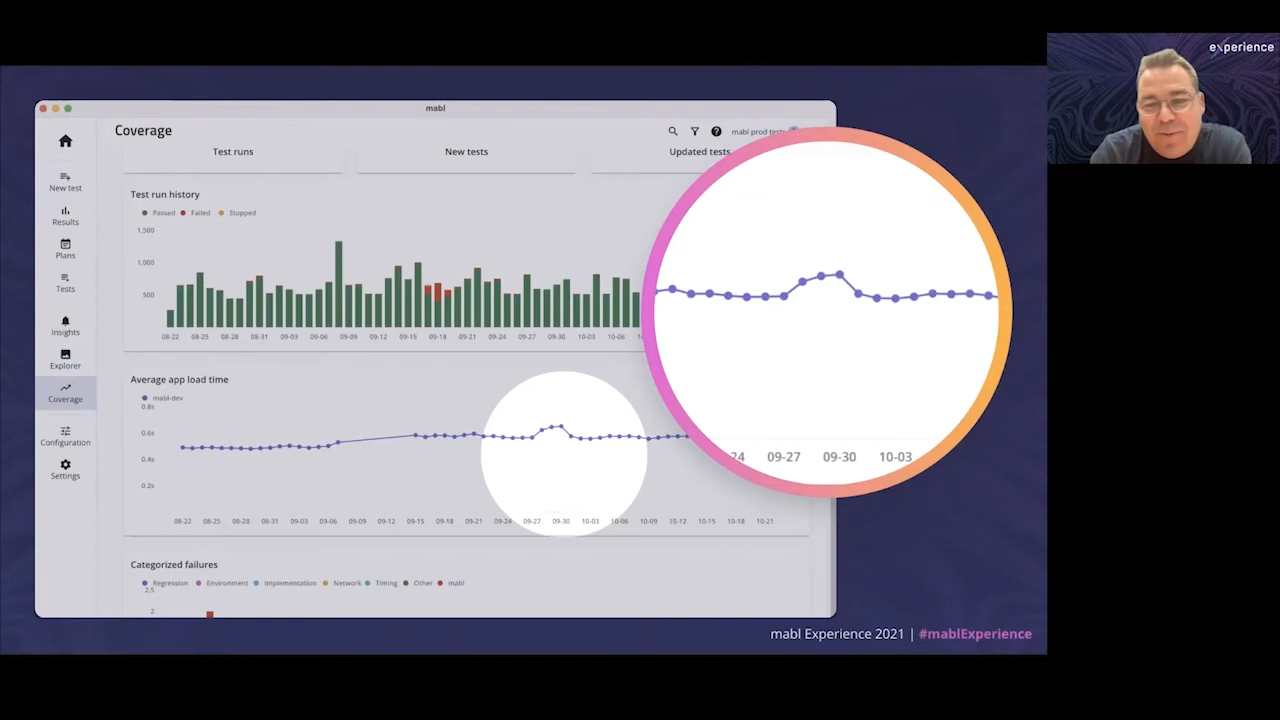 experience
mabl
Coverage
mabl prod tests
Test runs
New tests
Updated tests
New test
Results
Plans
Tests
Insights
Explorer
Coverage
Configuration
Settings
Test run history
Passed Failed Stopped
1,500
1,000
500
08-22 08-25 08-28 08-31 09-03 09-06 09-09 09-12 09-15 09-18 09-21 09-24 09-27 09-30 10-03 10-06
Average app load time
mabl-dev
0.8s
0.6s
0.4s
0.2s
08-22 08-25 08-28 08-31 09-03 09-06 09-09 09-12 09-15 09-18 09-21 09-24 09-27 09-30 10-03 10-06 10-09 10-12 10-15 10-18 10-21
24 09-27 09-30 10-03
Categorized failures
Regression Environment Implementation Network Timing Other mabl
2.5
2
mabl Experience 2021 | #mablExperience